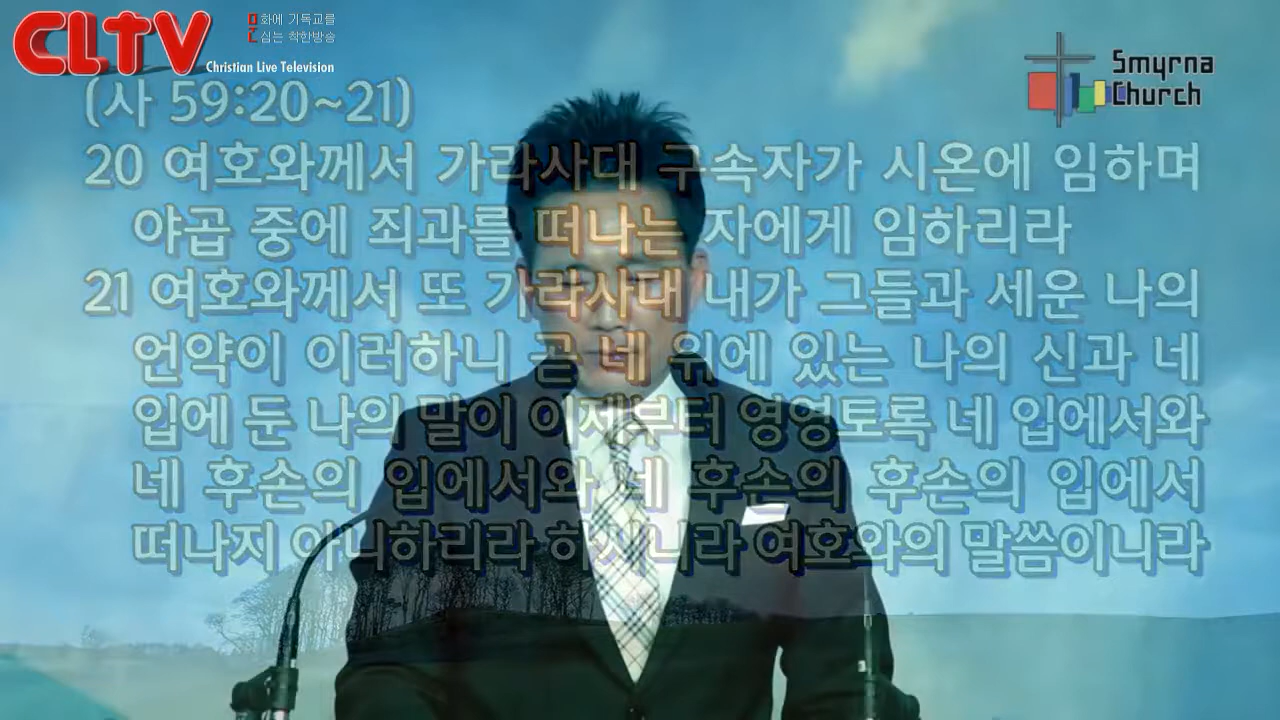 CLTV
문화에 기독교를
심는 착한방송
Christian Live Television
Smyrna
Church
(사 59:20~21)
20 여호와께서 가라사대 구속자가 시온에 임하며
야곱 중에 죄과를 떠나는 자에게 임하리라
21 여호와께서 또 가라사대 내가 그들과 세운 나의
언약이 이러하니 곧 네 위에 있는 나의 신과 네
입에 둔 나의 말이 이제부터 영영토록 네 입에서와
네 후손의 입에서와 네 후손의 후손의 입에서
떠나지 아니하리라 하시니라 여호와의 말씀이니라